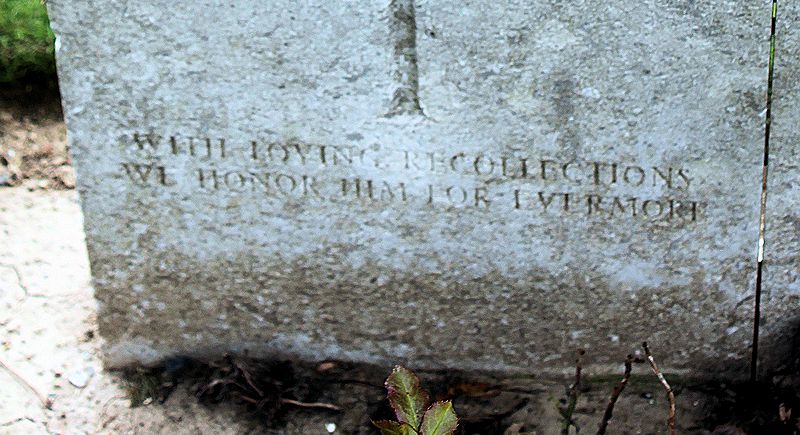 WITH LOVING RECOLLECTIONS
WE HONOR HIM FOR EVERMORE